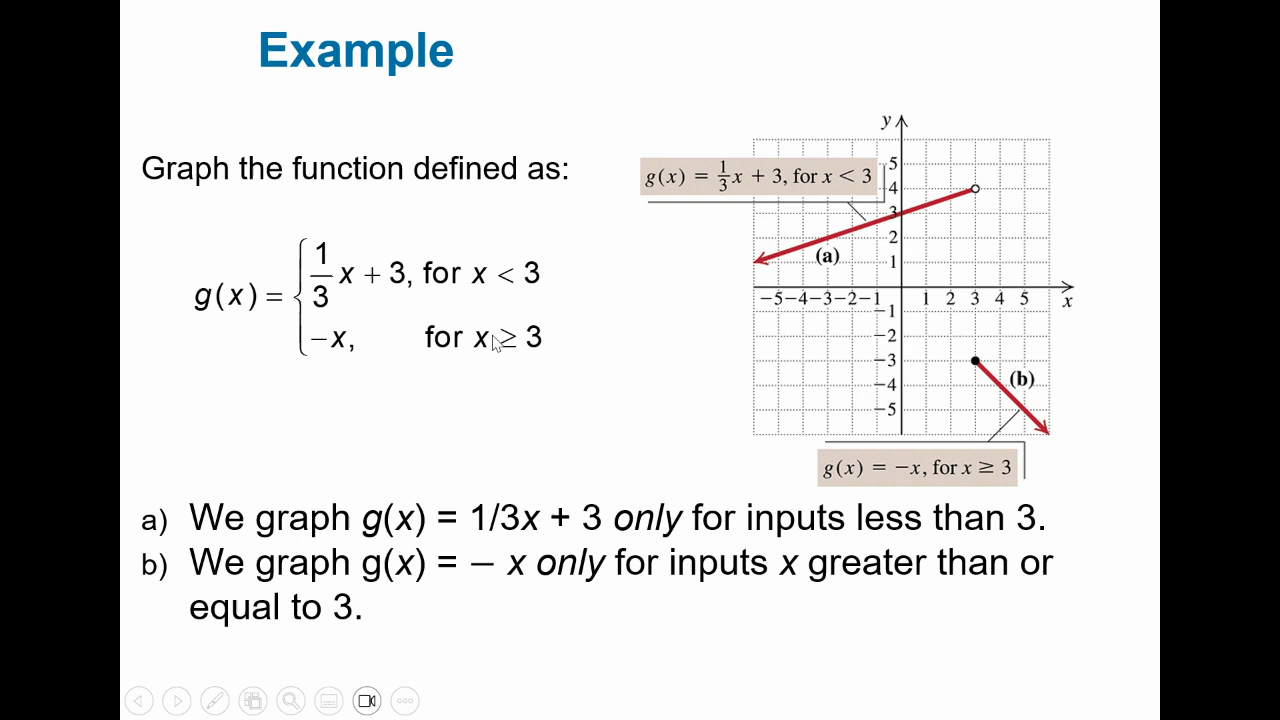 Example
Graph the function defined as:
g(x) = { 1/3 x + 3, for x < 3
−x, for x ≥ 3
y
g(x) = 1/3 x + 3, for x < 3
5
4
3
2
1
(a)
−5 −4 −3 −2 −1 1 2 3 4 5 x
−1
−2
−3
−4
−5
(b)
g(x) = −x, for x ≥ 3
a) We graph g(x) = 1/3x + 3 only for inputs less than 3.
b) We graph g(x) = − x only for inputs x greater than or
equal to 3.